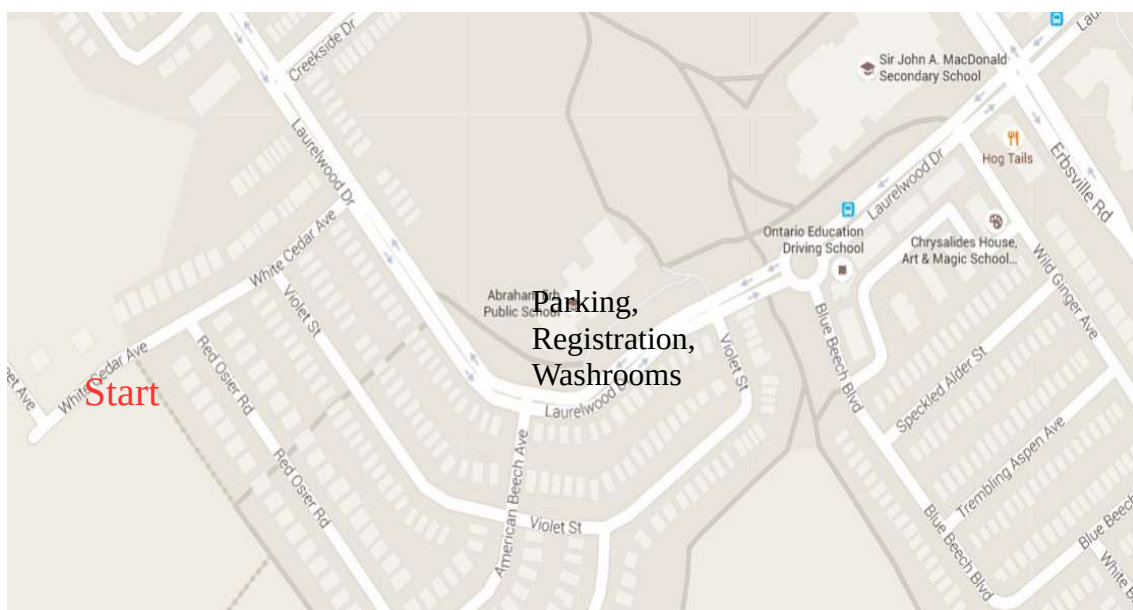 Creekside Dr
Laurelwood Dr
Sir John A. MacDonald
Secondary School
Hog Tails
Erbsville Rd
Laurelwood Dr
Ontario Education
Driving School
Chrysalides House,
Art & Magic School...
Wild Ginger Ave
White Cedar Ave
Violet St
Public School
Parking,
Registration,
Washrooms
Violet St
Blue Beech Blvd
Speckled Alder St
White Cedar Ave
Start
Red Osier Rd
Laurelwood
American Beech Ave
Trembling Aspen Ave
Red Osier Rd
Violet St
Blue Beech Blvd
Blue Beech